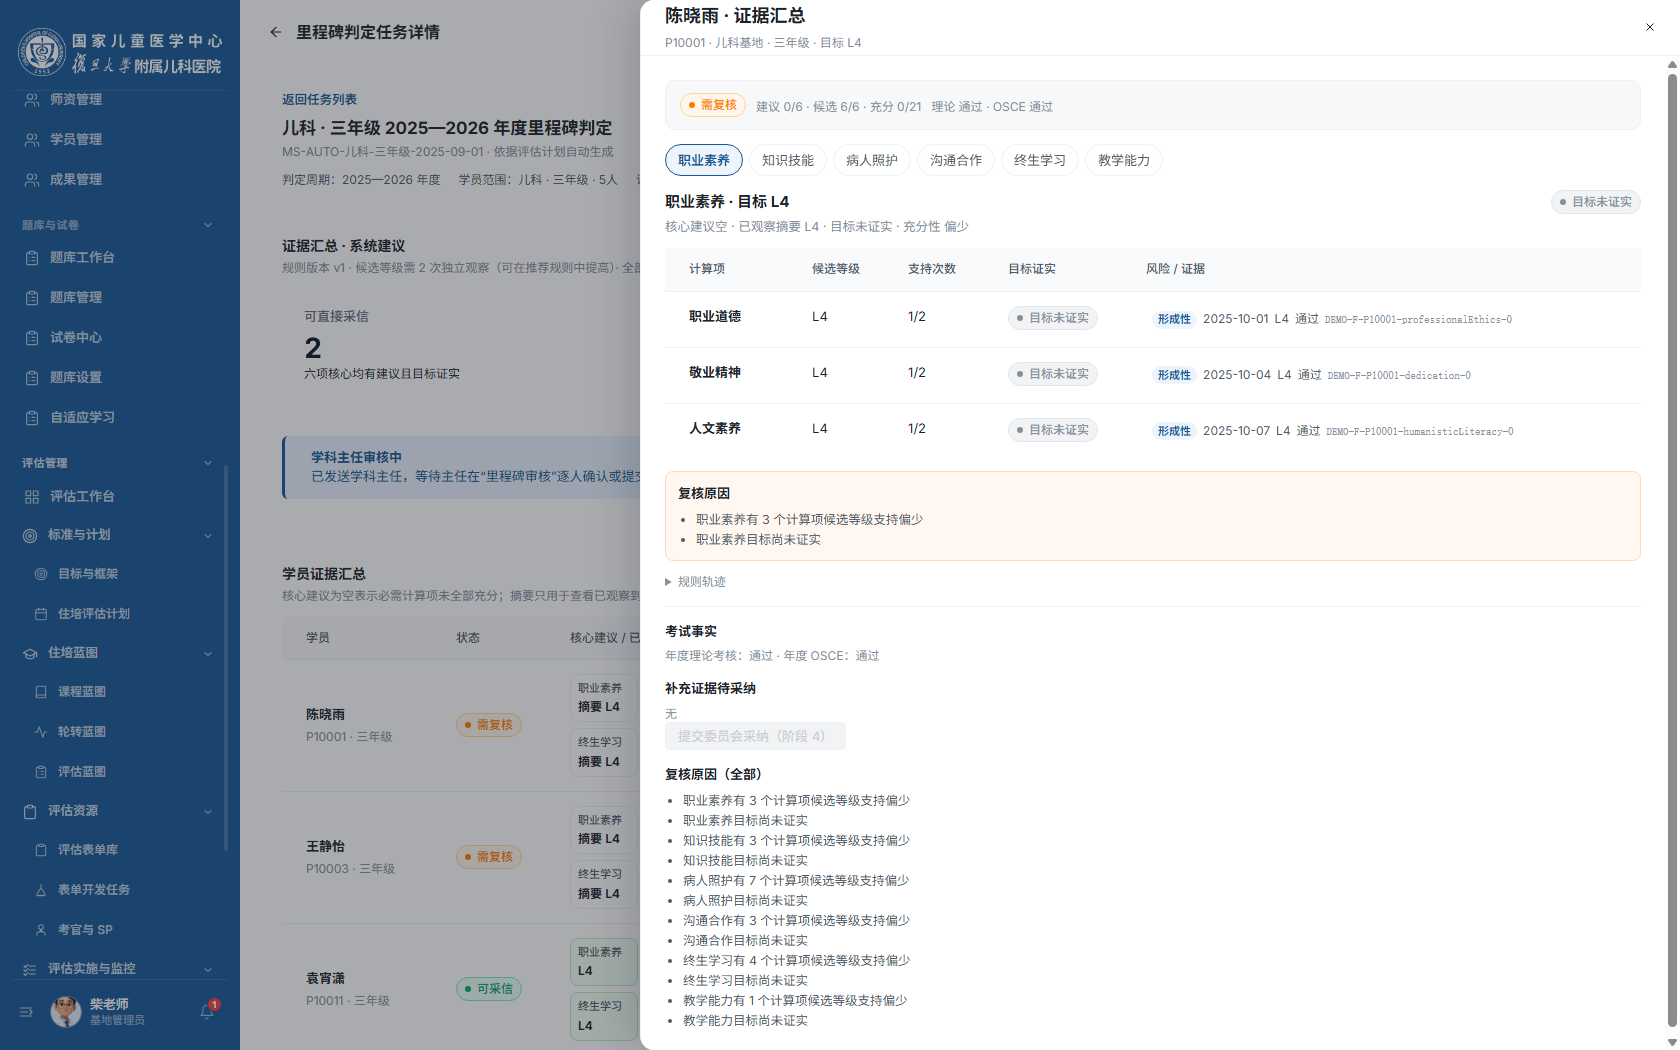 国家儿童医学中心
復旦大学附属儿科医院
1952
师资管理
学员管理
成果管理
题库与试卷
题库工作台
题库管理
试卷中心
题库设置
自适应学习
评估管理
评估工作台
标准与计划
目标与框架
住培评估计划
住培蓝图
课程蓝图
轮转蓝图
评估蓝图
评估资源
评估表单库
表单开发任务
考官与 SP
评估实施与监控
柴老师
基地管理员
1
里程碑判定任务详情
返回任务列表
儿科 · 三年级 2025—2026 年度里程碑判定
MS-AUTO-儿科-三年级-2025-09-01 · 依据评估计划自动生成
判定周期：2025—2026 年度 学员范围：儿科 · 三年级 · 5人
证据汇总 · 系统建议
规则版本 v1 · 候选等级需 2 次独立观察（可在推荐规则中提高）· 全部
可直接采信
2
六项核心均有建议且目标证实
学科主任审核中
已发送学科主任，等待主任在“里程碑审核”逐人确认或提交
学员证据汇总
核心建议为空表示必需计算项未全部充分；摘要只用于查看已观察到
学员 状态 核心建议 / 已
陈晓雨
P10001 · 三年级
需复核
职业素养
摘要 L4
终生学习
摘要 L4
王静怡
P10003 · 三年级
需复核
职业素养
摘要 L4
终生学习
摘要 L4
袁宵潇
P10011 · 三年级
可采信
职业素养
L4
终生学习
L4
陈晓雨 · 证据汇总
P10001 · 儿科基地 · 三年级 · 目标 L4
需复核 建议 0/6 · 候选 6/6 · 充分 0/21 理论 通过 · OSCE 通过
职业素养 知识技能 病人照护 沟通合作 终生学习 教学能力
职业素养 · 目标 L4
目标未证实
核心建议空 · 已观察摘要 L4 · 目标未证实 · 充分性 偏少
计算项 候选等级 支持次数 目标证实 风险 / 证据
职业道德 L4 1/2 目标未证实 形成性 2025-10-01 L4 通过 DEMO-F-P10001-professionalEthics-0
敬业精神 L4 1/2 目标未证实 形成性 2025-10-04 L4 通过 DEMO-F-P10001-dedication-0
人文素养 L4 1/2 目标未证实 形成性 2025-10-07 L4 通过 DEMO-F-P10001-humanisticLiteracy-0
复核原因
职业素养有 3 个计算项候选等级支持偏少
职业素养目标尚未证实
规则轨迹
考试事实
年度理论考核：通过 · 年度 OSCE：通过
补充证据待采纳
无
提交委员会采纳（阶段 4）
复核原因（全部）
职业素养有 3 个计算项候选等级支持偏少
职业素养目标尚未证实
知识技能有 3 个计算项候选等级支持偏少
知识技能目标尚未证实
病人照护有 7 个计算项候选等级支持偏少
病人照护目标尚未证实
沟通合作有 3 个计算项候选等级支持偏少
沟通合作目标尚未证实
终生学习有 4 个计算项候选等级支持偏少
终生学习目标尚未证实
教学能力有 1 个计算项候选等级支持偏少
教学能力目标尚未证实